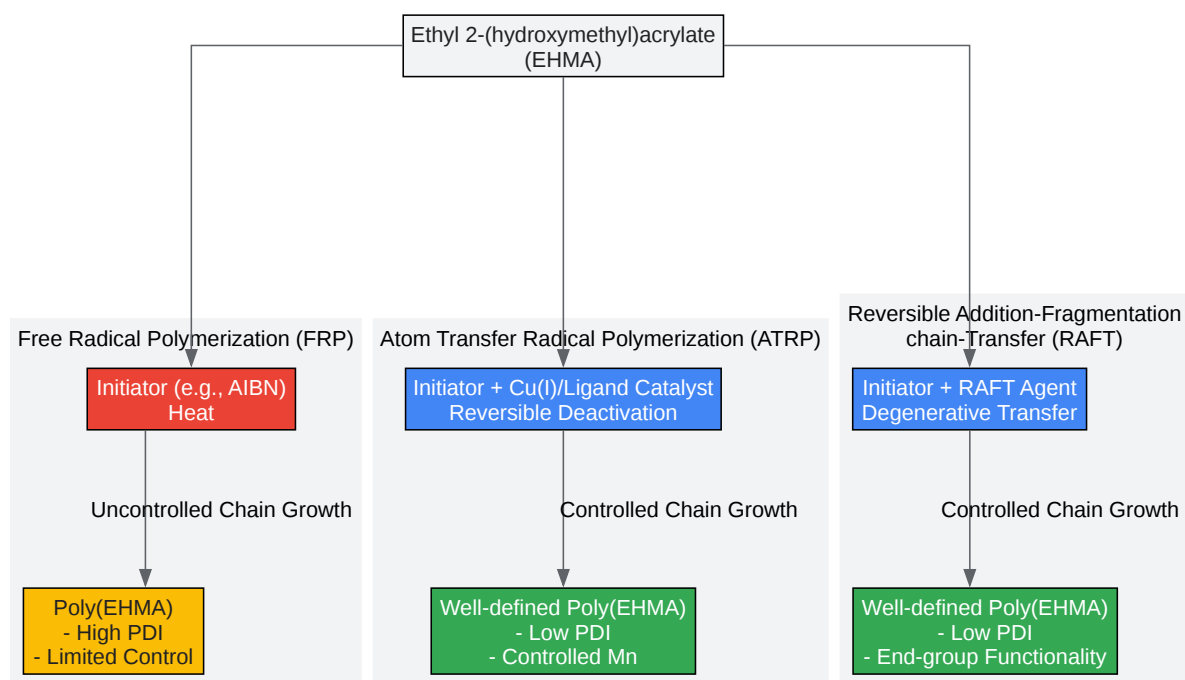 Ethyl 2-(hydroxymethyl)acrylate
(EHMA)
Free Radical Polymerization (FRP)
Initiator (e.g., AIBN)
Heat
Uncontrolled Chain Growth
Poly(EHMA)
- High PDI
- Limited Control
Atom Transfer Radical Polymerization (ATRP)
Initiator + Cu(I)/Ligand Catalyst
Reversible Deactivation
Controlled Chain Growth
Well-defined Poly(EHMA)
- Low PDI
- Controlled Mn
Reversible Addition-Fragmentation
chain-Transfer (RAFT)
Initiator + RAFT Agent
Degenerative Transfer
Controlled Chain Growth
Well-defined Poly(EHMA)
- Low PDI
- End-group Functionality